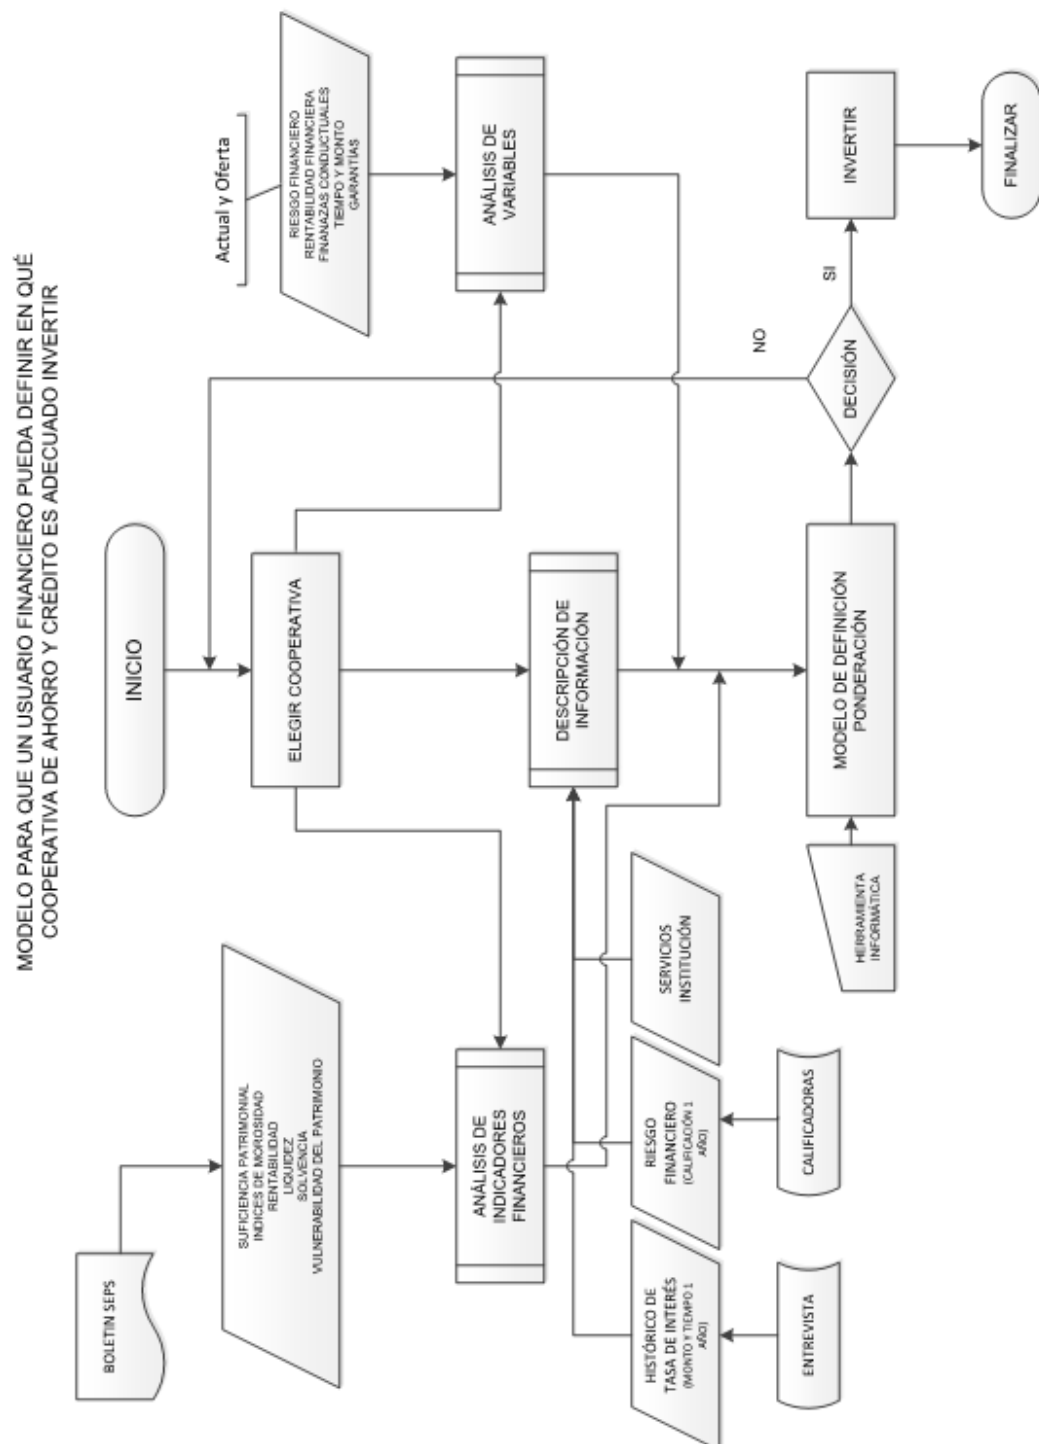 MODELO PARA QUE UN USUARIO FINANCIERO PUEDA DEFINIR EN QUÉ
COOPERATIVA DE AHORRO Y CRÉDITO ES ADECUADO INVERTIR
INICIO
BOLETIN SEPS
Actual y Oferta
SUFICIENCIA PATRIMONIAL
INDICES DE MOROSIDAD
RENTABILIDAD
LIQUIDEZ
SOLVENCIA
VULNERABILIDAD DEL PATRIMONIO
ELEGIR COOPERATIVA
RIESGO FINANCIERO
RENTABILIDAD FINANCIERA
FINANAZAS CONDUCTUALES
TIEMPO Y MONTO
GARANTÍAS
ANÁLISIS DE
INDICADORES
FINANCIEROS
DESCRIPCIÓN DE
INFORMACIÓN
ANÁLISIS DE
VARIABLES
HISTÓRICO DE
TASA DE INTERÉS
(MONTO Y TIEMPO 1
AÑO)
RIESGO
FINANCIERO
(CALIFICACIÓN 1
AÑO)
SERVICIOS
INSTITUCIÓN
ENTREVISTA
CALIFICADORAS
HERRAMIENTA
INFORMÁTICA
MODELO DE DEFINICIÓN
PONDERACIÓN
DECISIÓN
NO
SI
INVERTIR
FINALIZAR